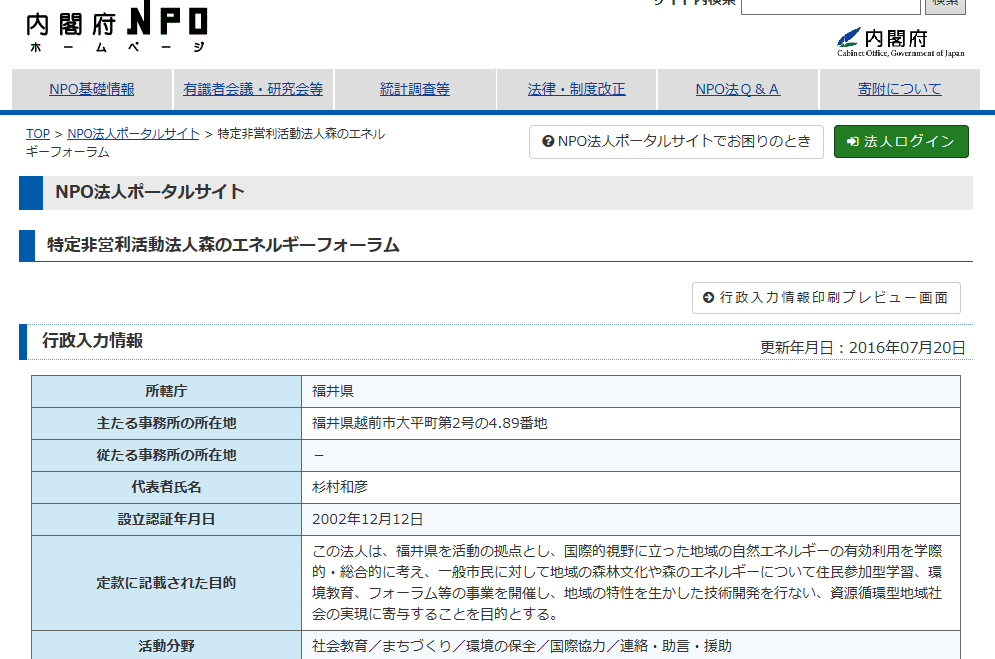 サイト内検索 検索
内閣府 NPO
ホームページ
内閣府
Cabinet Office, Government of Japan
NPO基礎情報 有識者会議・研究会等 統計調査等 法律・制度改正 NPO法Q&A 寄附について
TOP > NPO法人ポータルサイト > 特定非営利活動法人森のエネル
ギーフォーラム
NPO法人ポータルサイトでお困りのとき 法人ログイン
NPO法人ポータルサイト
特定非営利活動法人森のエネルギーフォーラム
行政入力情報印刷プレビュー画面
行政入力情報
更新年月日：2016年07月20日
所轄庁 福井県
主たる事務所の所在地 福井県越前市大平町第2号の4.89番地
従たる事務所の所在地 －
代表者氏名 杉村和彦
設立認証年月日 2002年12月12日
定款に記載された目的
この法人は、福井県を活動の拠点とし、国際的視野に立った地域の自然エネルギーの有効利用を学際
的・総合的に考え、一般市民に対して地域の森林文化や森のエネルギーについて住民参加型学習、環
境教育、フォーラム等の事業を開催し、地域の特性を生かした技術開発を行ない、資源循環型地域社
会の実現に寄与することを目的とする。
活動分野 社会教育／まちづくり／環境の保全／国際協力／連絡・助言・援助